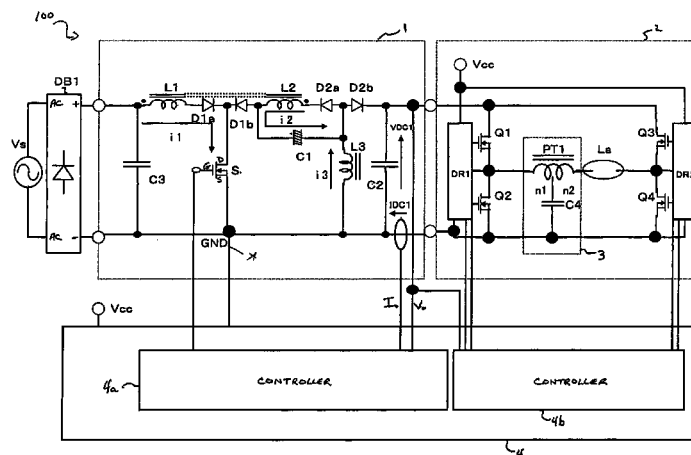 100
1
2
Vcc
DB1
L1
L2
D2a
D2b
AC +
D1a
D1b
i1
i2
C1
VDC1
Q1
Q3
Vs
L3
PT1
La
DR1
C3
G
D
S
S.
i3
C2
n1
n2
C4
Q2
Q4
IDC1
3
AC -
GND
Vcc
I.
V.
4a
CONTROLLER
CONTROLLER
4b
4